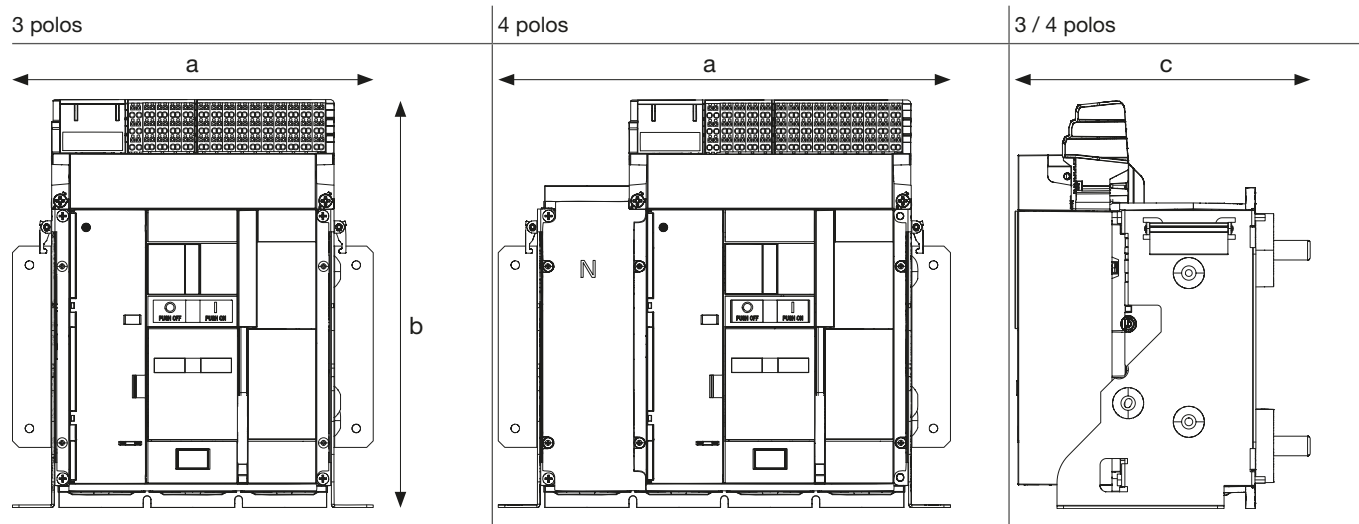 3 polos
4 polos
3 / 4 polos
a
a
c
b
N
PUSH OFF
PUSH ON
PUSH OFF
PUSH ON